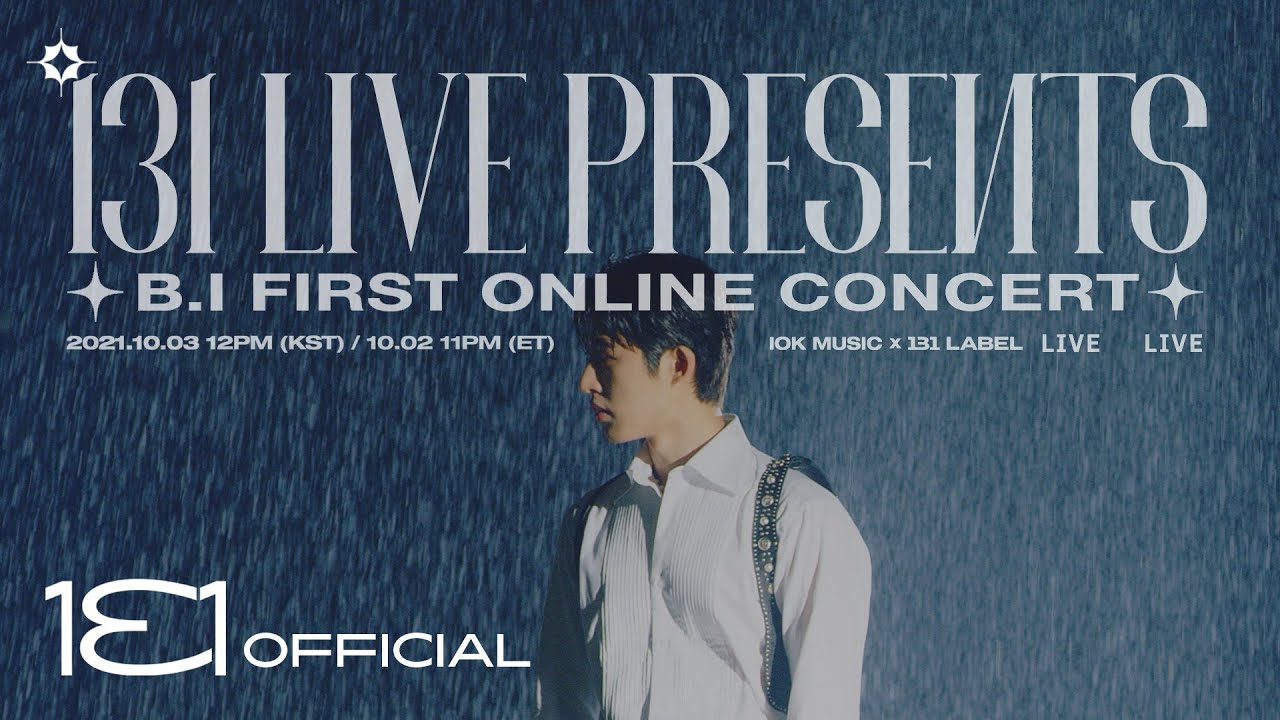 131 LIVE PRESENTS
B.I FIRST ONLINE CONCERT
2021.10.03 12PM (KST) / 10.02 11PM (ET)
IOK MUSIC x 131 LABEL LIVE LIVE
131 OFFICIAL